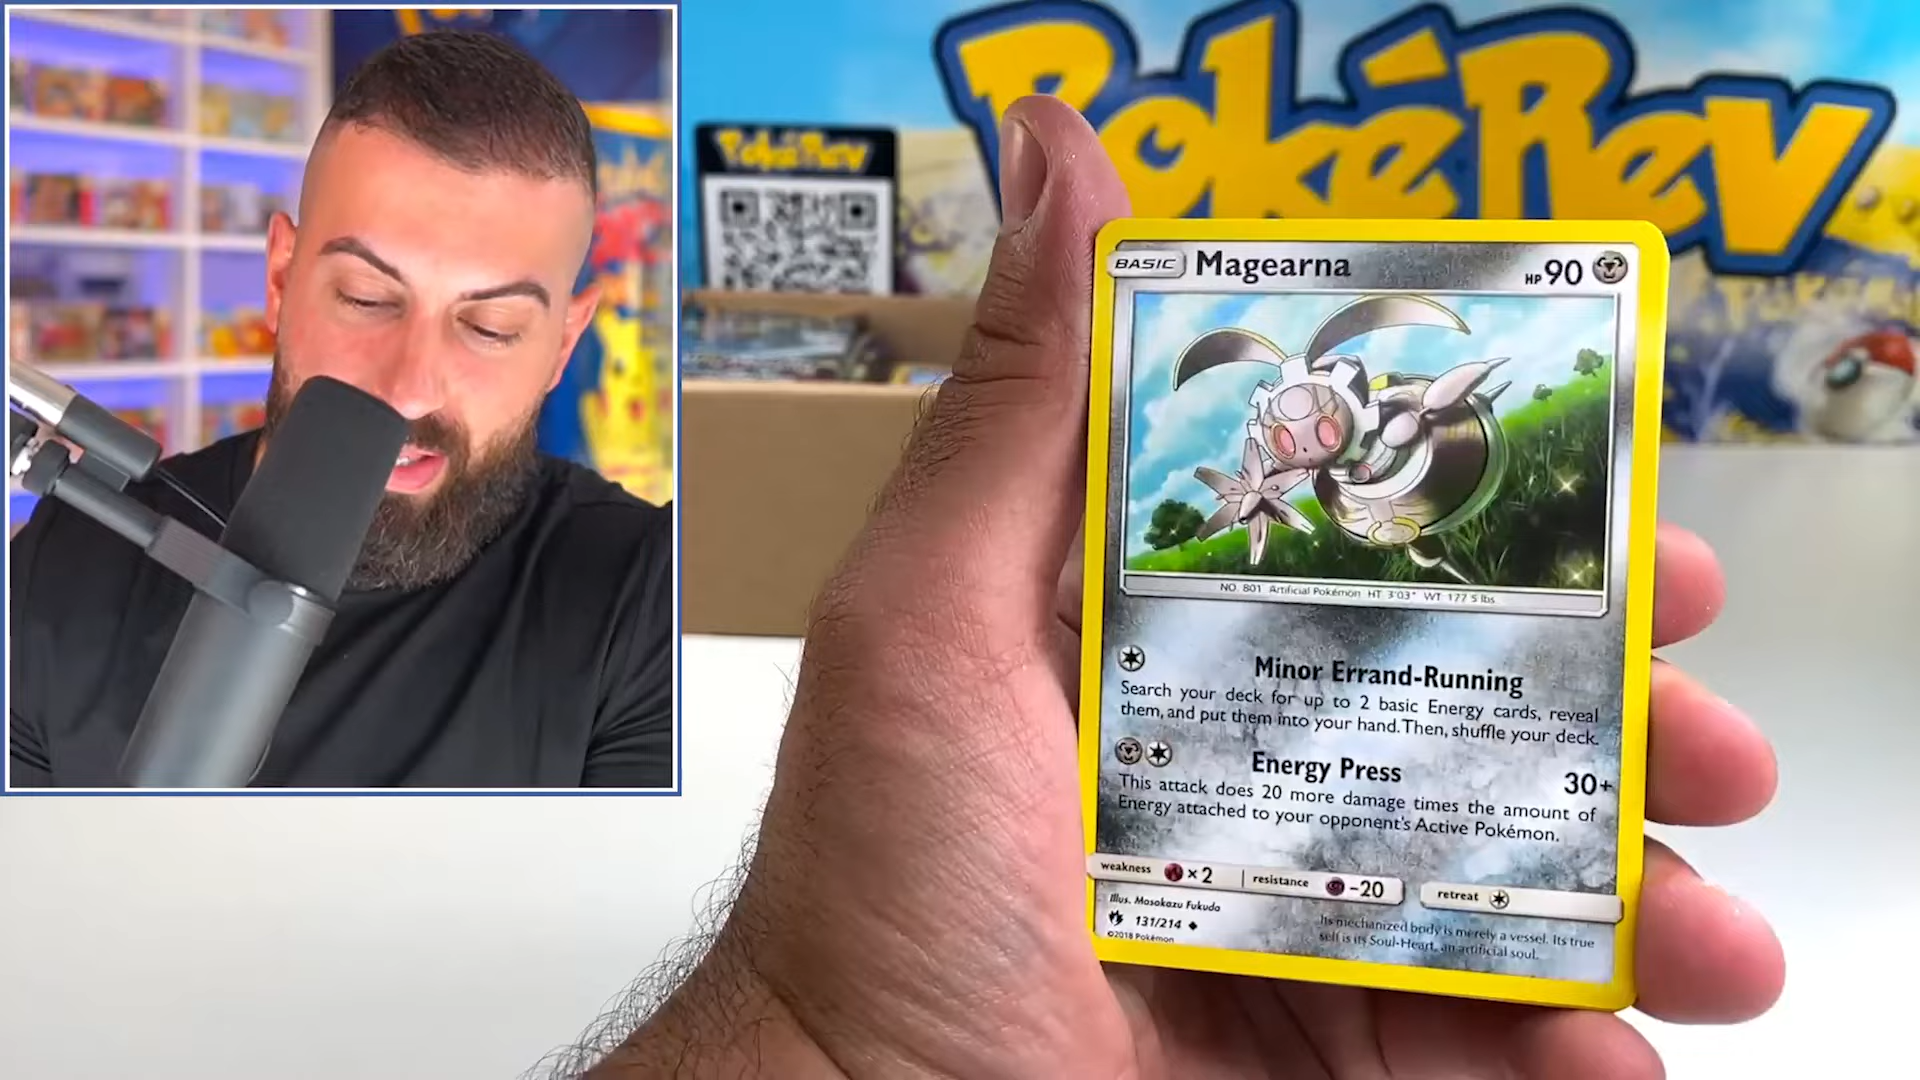 PokéRev
PokéRev
BASIC Magearna HP 90
NO. 801 Artificial Pokémon HT 3'03" WT 177.5 lbs.
Minor Errand-Running
Search your deck for up to 2 basic Energy cards, reveal
them, and put them into your hand. Then, shuffle your deck.
Energy Press 30+
This attack does 20 more damage times the amount of
Energy attached to your opponent's Active Pokémon.
weakness ×2 resistance -20 retreat
Illus. Masakazu Fukuda
131/214
©2018 Pokémon
Its mechanized body is merely a vessel. Its true
self is its Soul-Heart, an artificial soul.